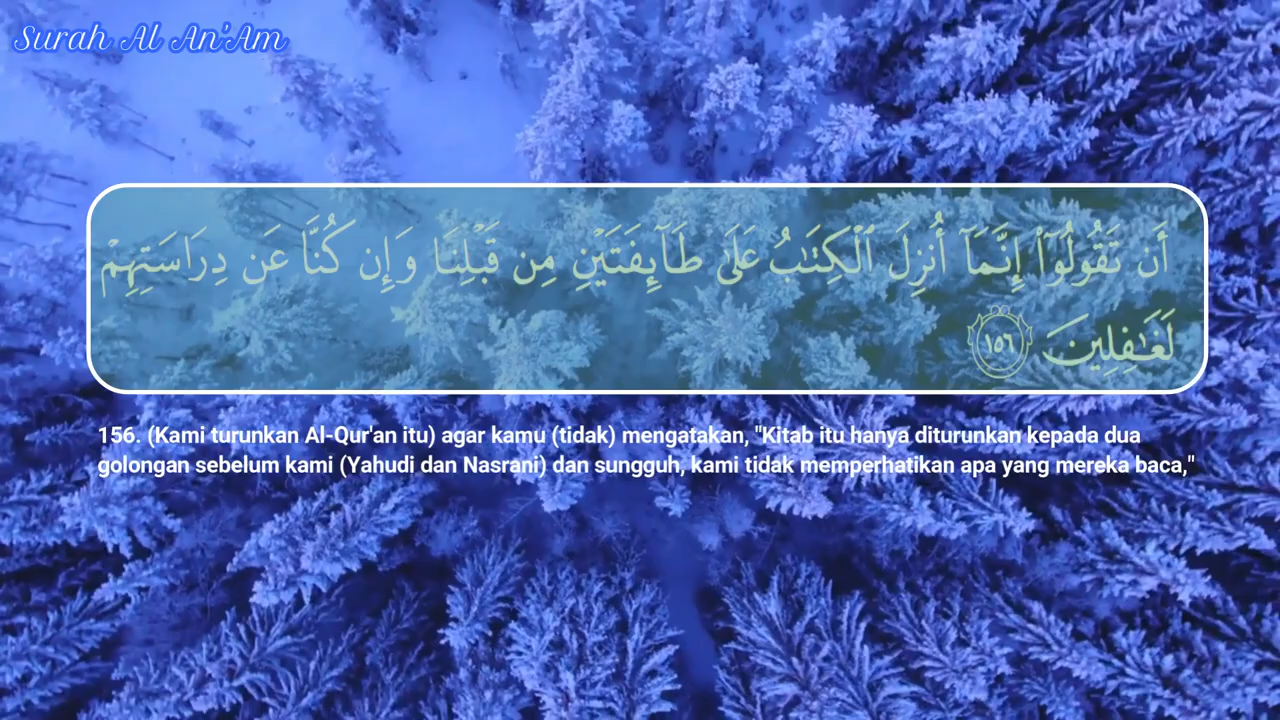 Surah Al An'Am
أَن تَقُولُوٓا۟ إِنَّمَآ أُنزِلَ ٱلْكِتَٰبُ عَلَىٰ طَآئِفَتَيْنِ مِن قَبْلِنَا وَإِن كُنَّا عَن دِرَاسَتِهِمْ
لَغَٰفِلِينَ ١٥٦
156. (Kami turunkan Al-Qur'an itu) agar kamu (tidak) mengatakan, "Kitab itu hanya diturunkan kepada dua
golongan sebelum kami (Yahudi dan Nasrani) dan sungguh, kami tidak memperhatikan apa yang mereka baca,"